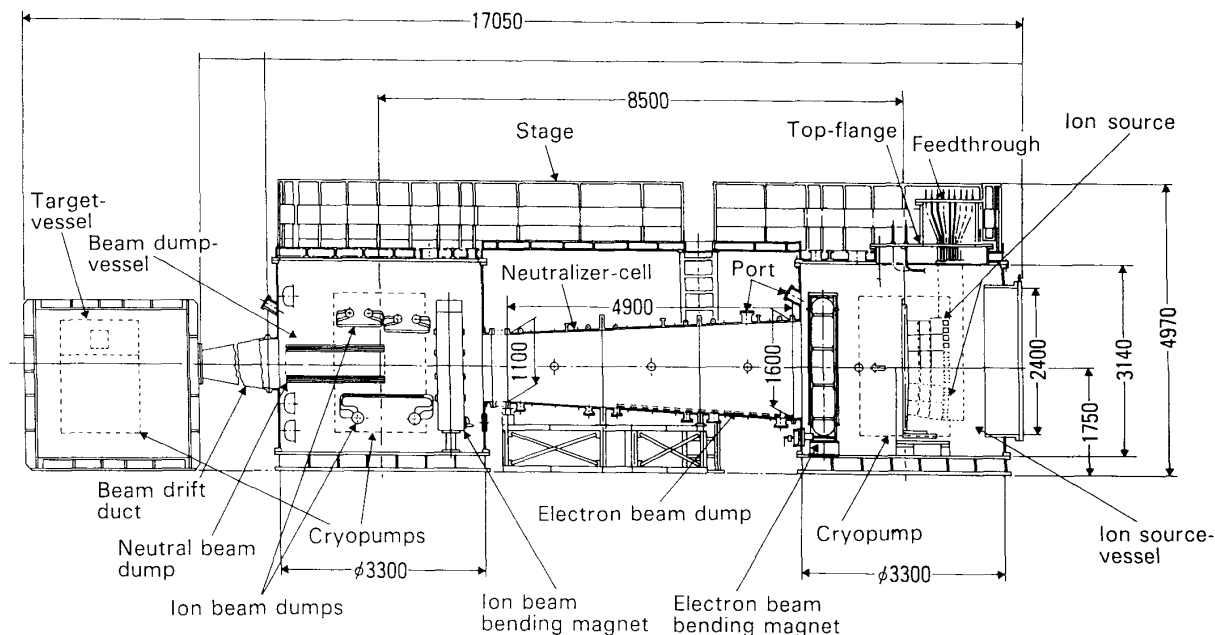 17050
8500
Stage
Top-flange
Ion source
Feedthrough
Target-
vessel
Beam dump-
vessel
Neutralizer-cell
Port
4900
1100
1600
2400
3140
4970
1750
Beam drift
duct
Neutral beam
dump
Cryopumps
Electron beam dump
Cryopump
Ion source-
vessel
φ3300
φ3300
Ion beam dumps
Ion beam
bending magnet
Electron beam
bending magnet